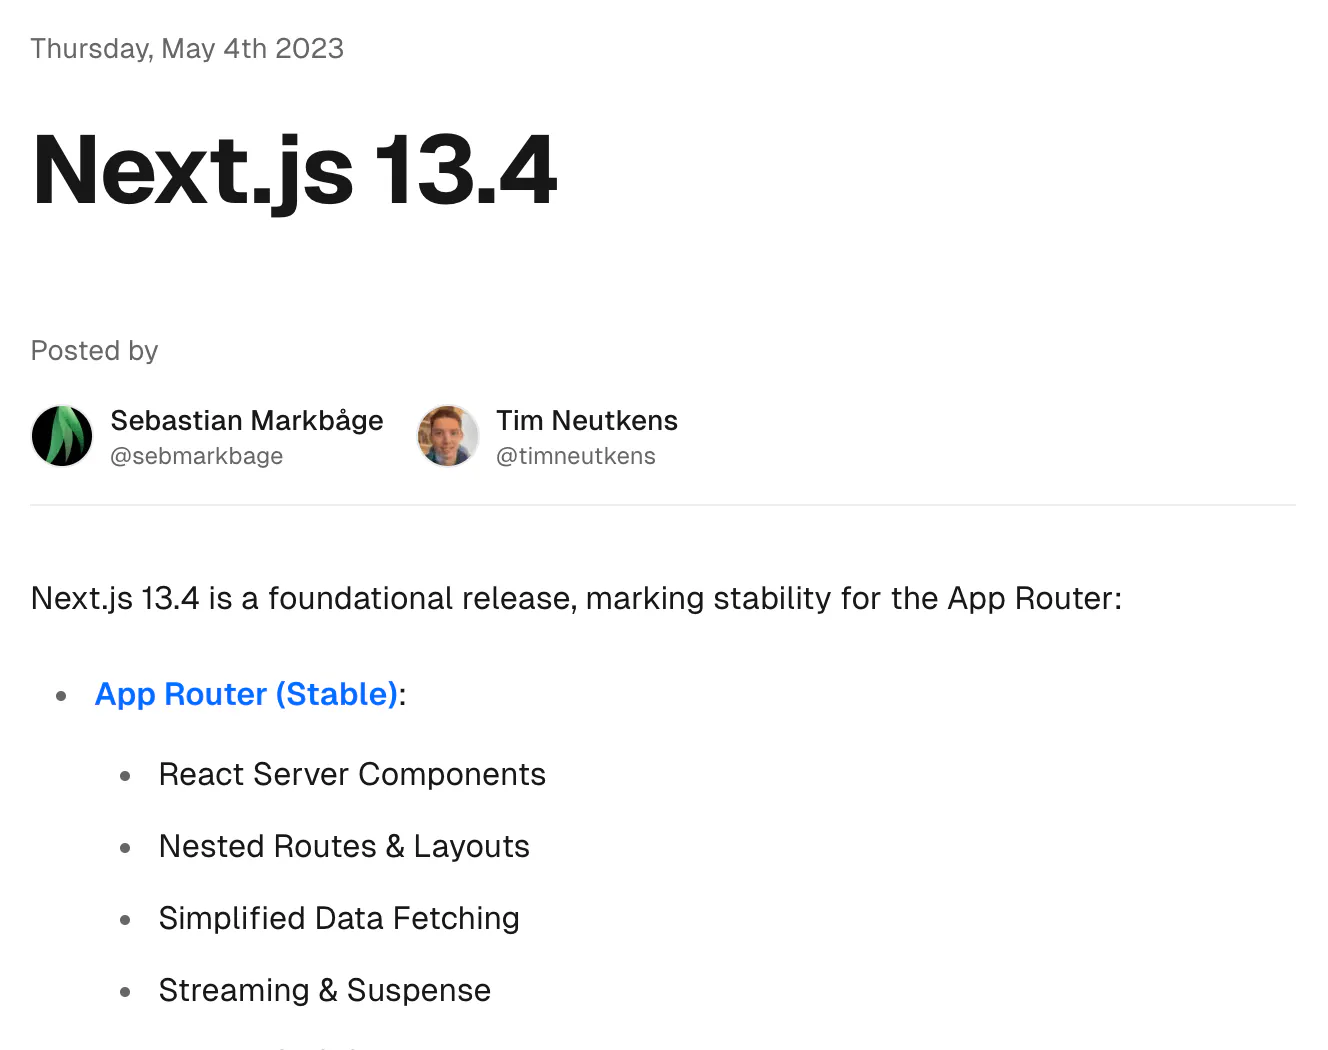 Thursday, May 4th 2023
Next.js 13.4
Posted by
Sebastian Markbåge
@sebmarkbage
Tim Neutkens
@timneutkens
Next.js 13.4 is a foundational release, marking stability for the App Router:
App Router (Stable):
React Server Components
Nested Routes & Layouts
Simplified Data Fetching
Streaming & Suspense